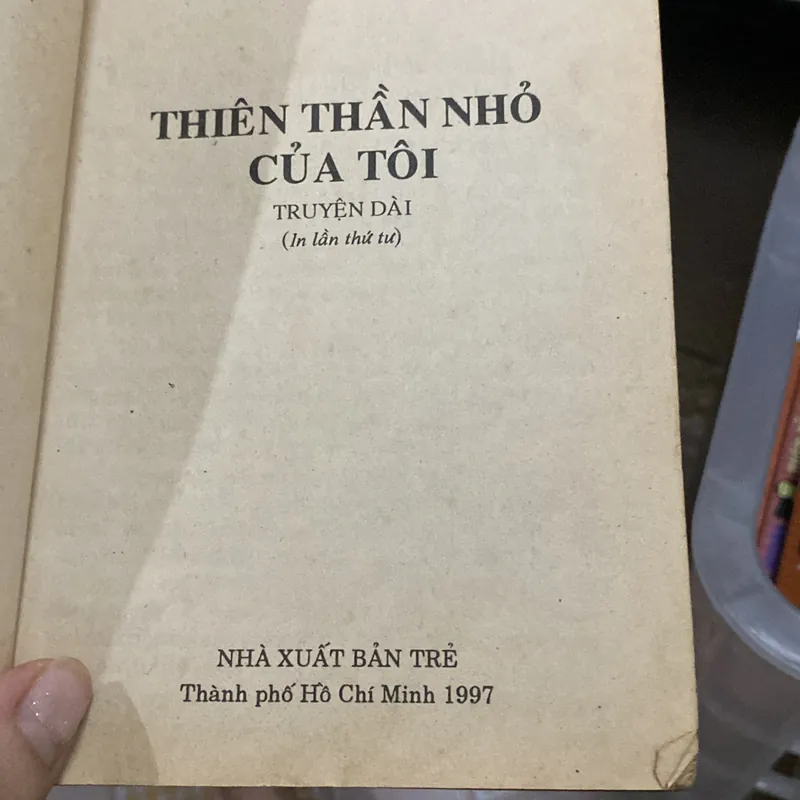 THIÊN THẦN NHỎ
CỦA TÔI
TRUYỆN DÀI
(In lần thứ tư)
NHÀ XUẤT BẢN TRẺ
Thành phố Hồ Chí Minh 1997